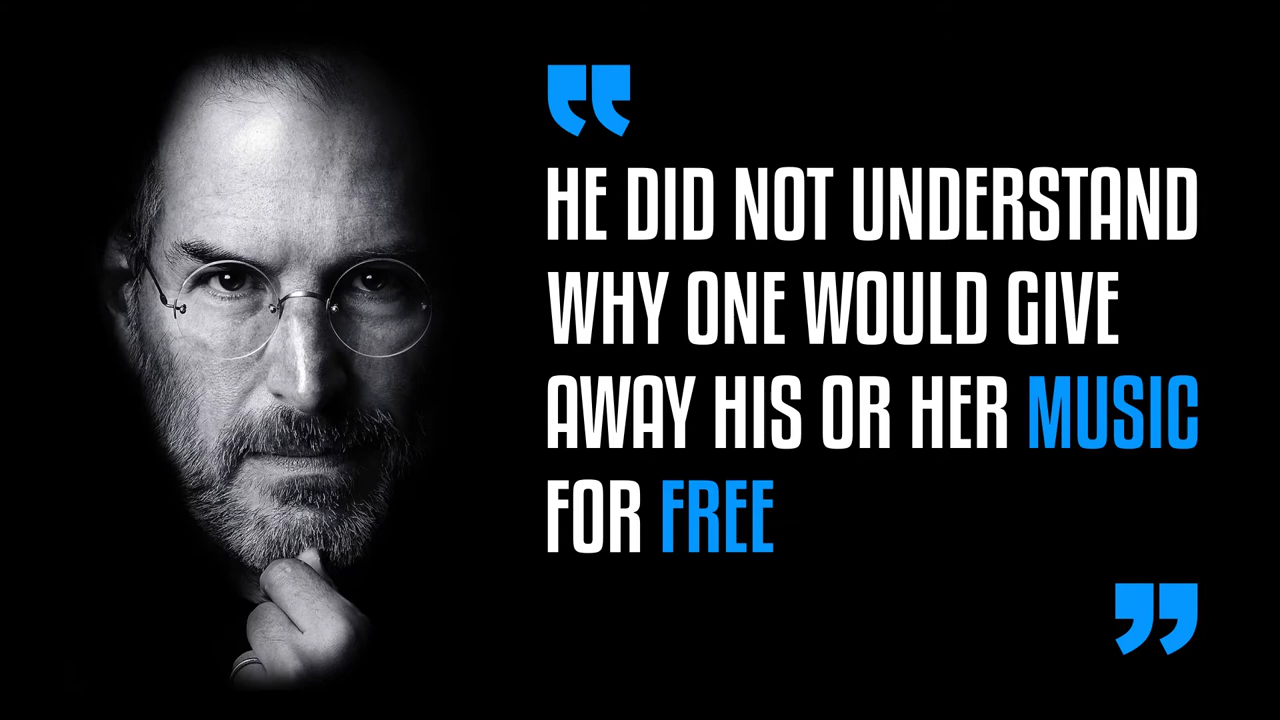 HE DID NOT UNDERSTAND
WHY ONE WOULD GIVE
AWAY HIS OR HER MUSIC
FOR FREE